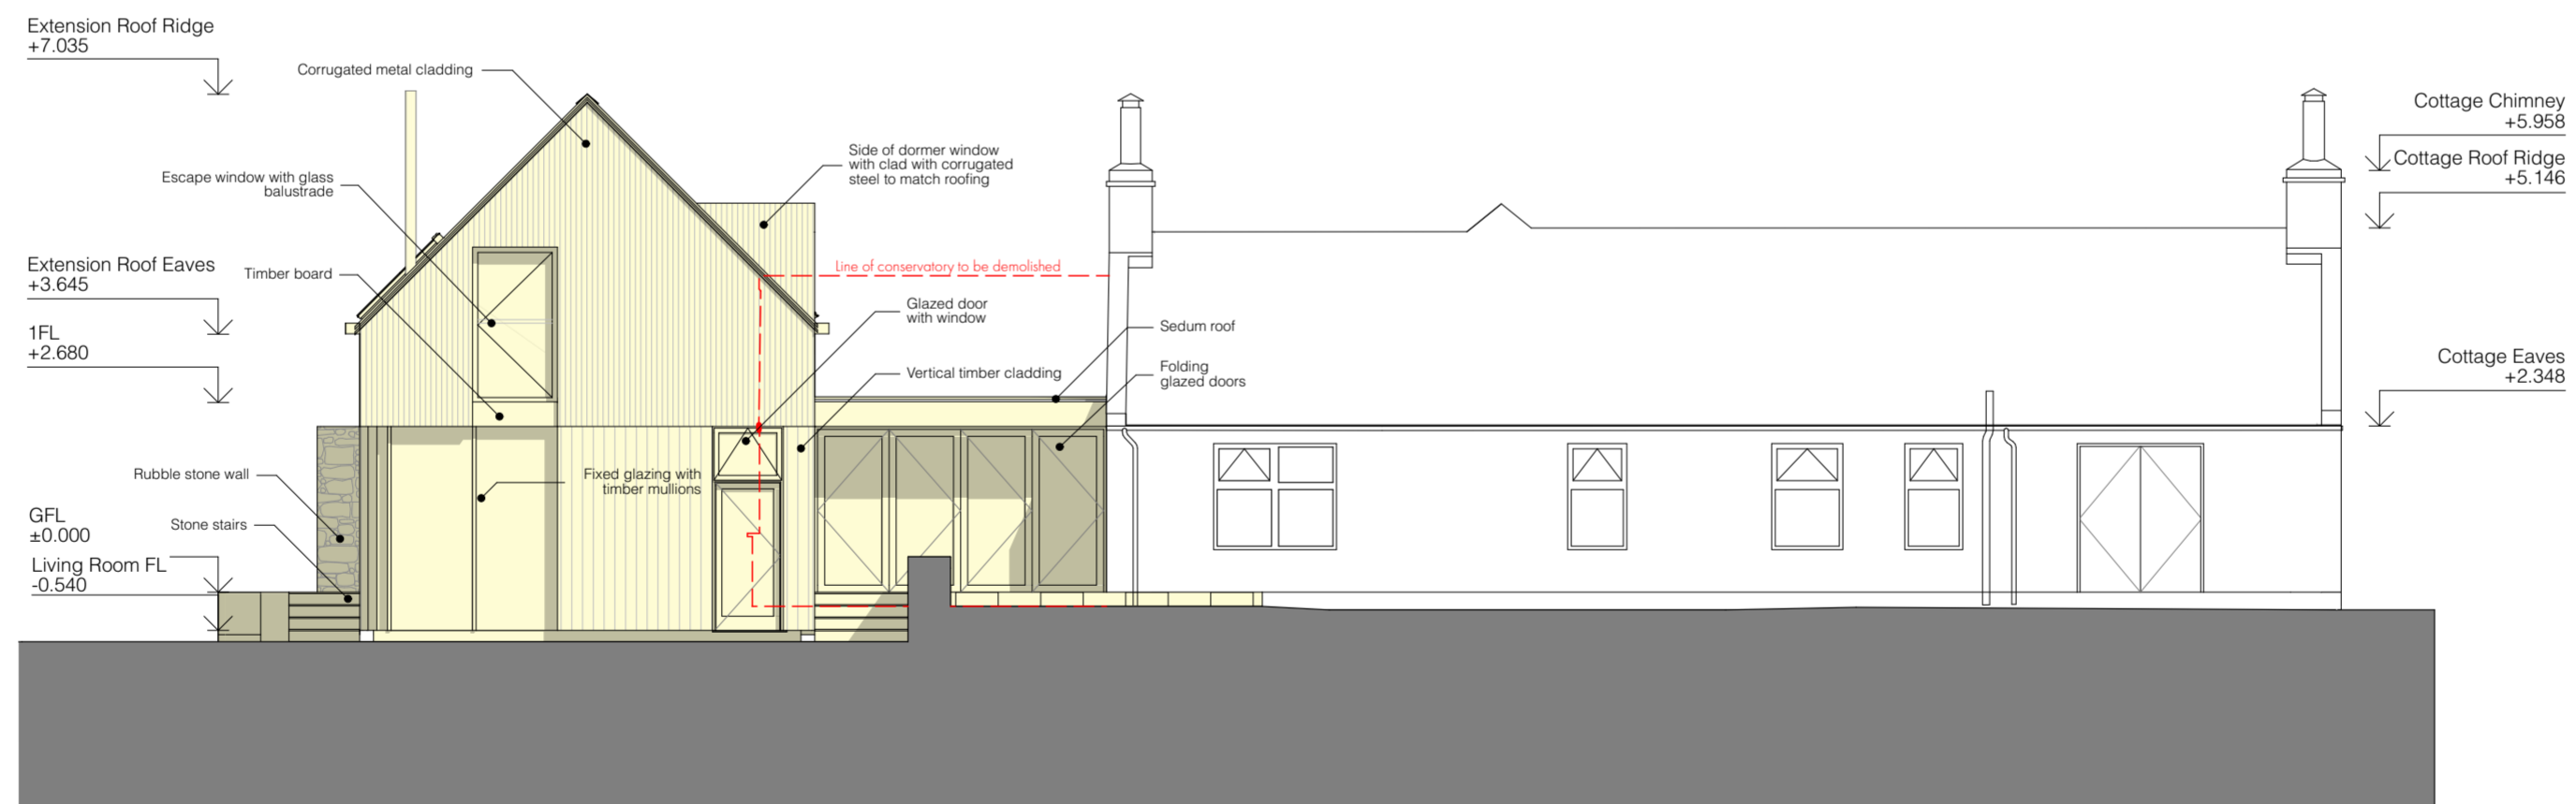 Extension Roof Ridge
+7.035
Corrugated metal cladding
Escape window with glass
balustrade
Extension Roof Eaves
+3.645
Timber board
1FL
+2.680
Rubble stone wall
GFL
±0.000
Stone stairs
Living Room FL
-0.540
Fixed glazing with
timber mullions
Side of dormer window
with clad with corrugated
steel to match roofing
Line of conservatory to be demolished
Glazed door
with window
Vertical timber cladding
Sedum roof
Folding
glazed doors
Cottage Chimney
+5.958
Cottage Roof Ridge
+5.146
Cottage Eaves
+2.348